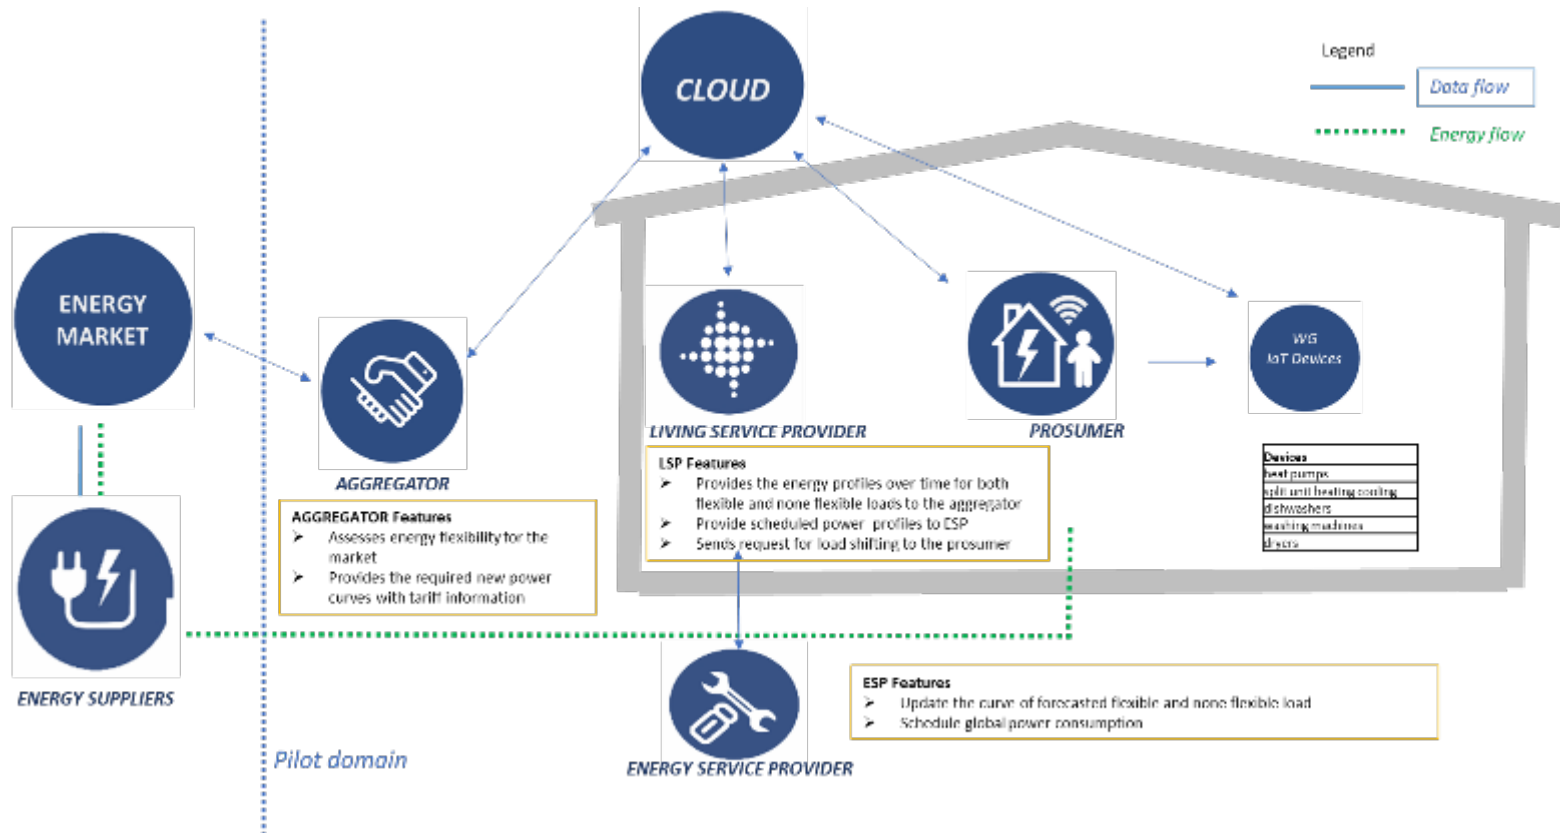 CLOUD
Legend
Data flow
Energy flow
ENERGY
MARKET
WG
IoT Devices
LIVING SERVICE PROVIDER
PROSUMER
AGGREGATOR
LSP Features
➤ Provides the energy profiles over time for both
flexible and none flexible loads to the aggregator
➤ Provide scheduled power profiles to ESP
➤ Sends request for load shifting to the prosumer
Devices
heat pumps
split unit heating cooling
dishwashers
washing machines
dryers
AGGREGATOR Features
➤ Assesses energy flexibility for the
market
➤ Provides the required new power
curves with tariff information
ENERGY SUPPLIERS
ESP Features
➤ Update the curve of forecasted flexible and none flexible load
➤ Schedule global power consumption
Pilot domain
ENERGY SERVICE PROVIDER